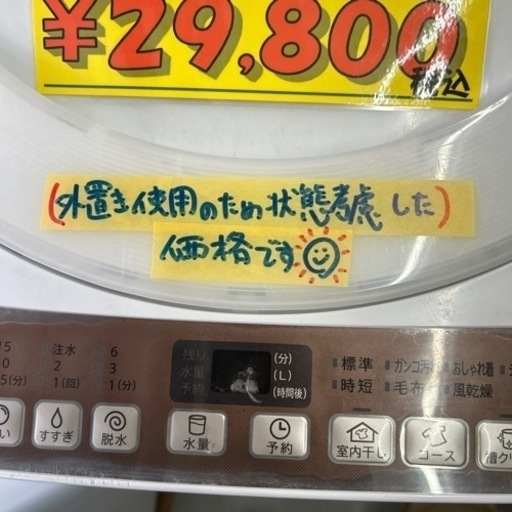 ¥29,800
税込
(外置き使用のため状態考慮した)
価格です
15 注水 6
0 2 3
5(分) 1(回) 1(分)
残り (分)
水量 (L)
予約 (時間後)
標準 ガンコ汚 おしゃれ着
時短 毛布 風乾燥
い すすぎ 脱水 水量 予約 室内干し コース 槽ク